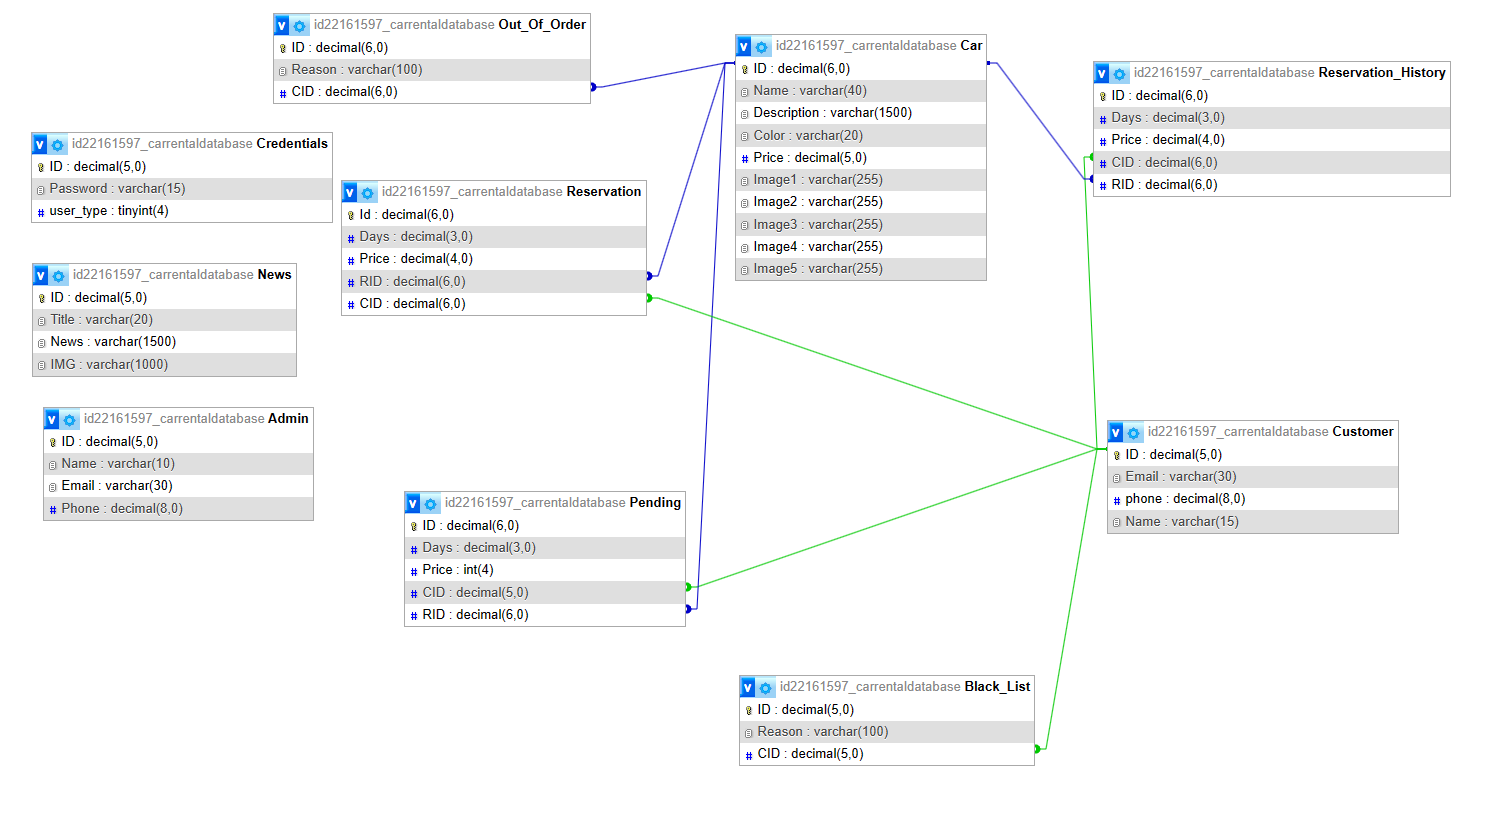 id22161597_carrentaldatabase Out_Of_Order
ID : decimal(6,0)
Reason : varchar(100)
CID : decimal(6,0)
id22161597_carrentaldatabase Car
ID : decimal(6,0)
Name : varchar(40)
Description : varchar(1500)
Color : varchar(20)
Price : decimal(5,0)
Image1 : varchar(255)
Image2 : varchar(255)
Image3 : varchar(255)
Image4 : varchar(255)
Image5 : varchar(255)
id22161597_carrentaldatabase Reservation_History
ID : decimal(6,0)
Days : decimal(3,0)
Price : decimal(4,0)
CID : decimal(6,0)
RID : decimal(6,0)
id22161597_carrentaldatabase Credentials
ID : decimal(5,0)
Password : varchar(15)
user_type : tinyint(4)
id22161597_carrentaldatabase Reservation
Id : decimal(6,0)
Days : decimal(3,0)
Price : decimal(4,0)
RID : decimal(6,0)
CID : decimal(6,0)
id22161597_carrentaldatabase News
ID : decimal(5,0)
Title : varchar(20)
News : varchar(1500)
IMG : varchar(1000)
id22161597_carrentaldatabase Admin
ID : decimal(5,0)
Name : varchar(10)
Email : varchar(30)
Phone : decimal(8,0)
id22161597_carrentaldatabase Customer
ID : decimal(5,0)
Email : varchar(30)
phone : decimal(8,0)
Name : varchar(15)
id22161597_carrentaldatabase Pending
ID : decimal(6,0)
Days : decimal(3,0)
Price : int(4)
CID : decimal(5,0)
RID : decimal(6,0)
id22161597_carrentaldatabase Black_List
ID : decimal(5,0)
Reason : varchar(100)
CID : decimal(5,0)